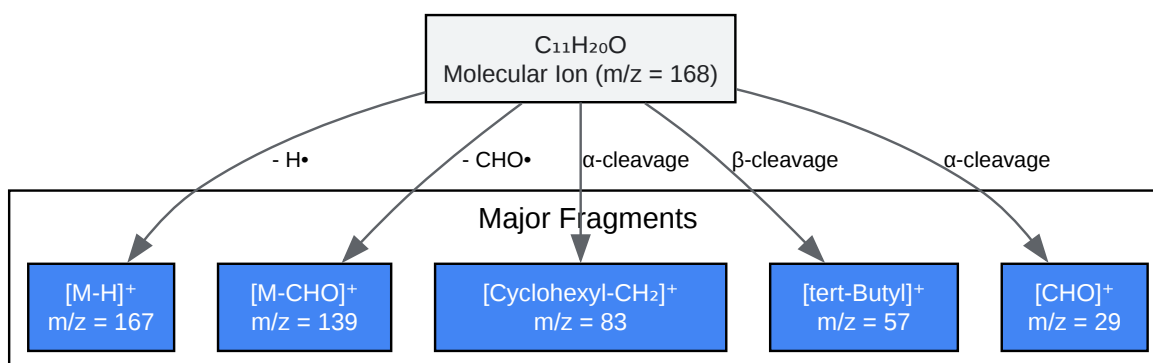 C₁₁H₂₀O
Molecular Ion (m/z = 168)
- H•
- CHO•
α-cleavage
β-cleavage
α-cleavage
Major Fragments
[M-H]⁺
m/z = 167
[M-CHO]⁺
m/z = 139
[Cyclohexyl-CH₂]⁺
m/z = 83
[tert-Butyl]⁺
m/z = 57
[CHO]⁺
m/z = 29